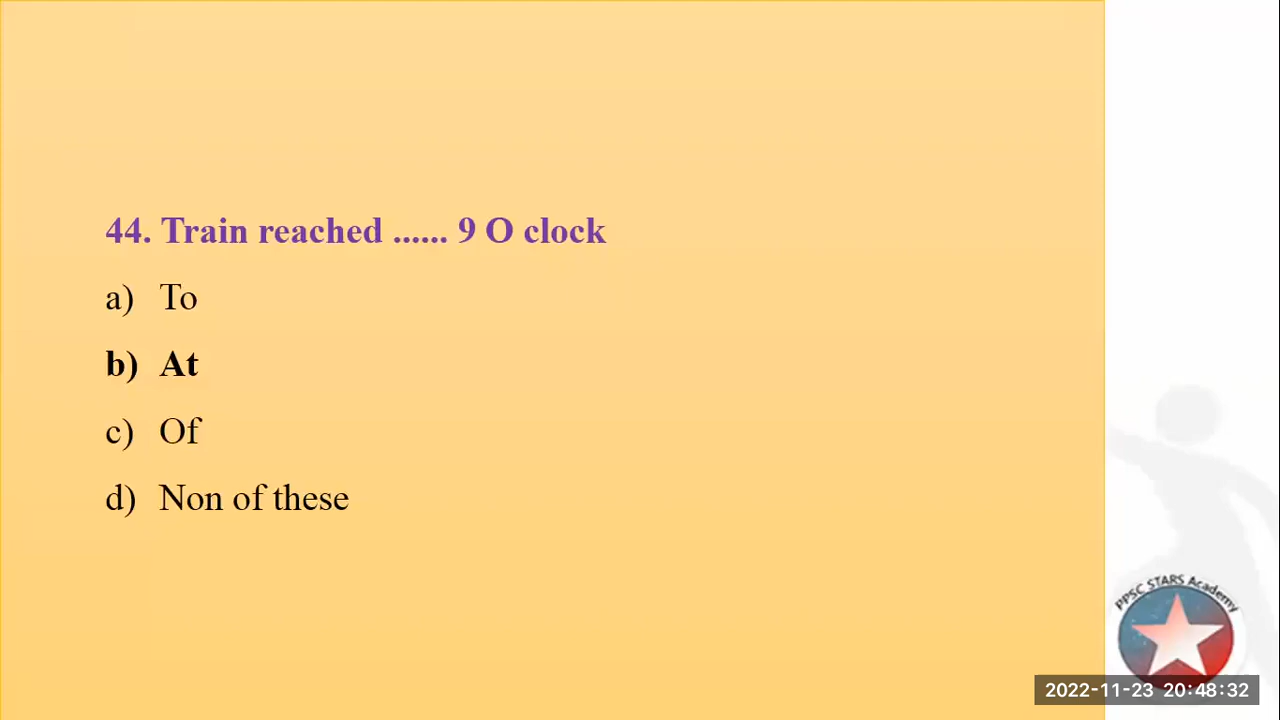 44. Train reached ...... 9 O clock
a) To
b) At
c) Of
d) Non of these
PPSC STARS Academy
2022-11-23 20:48:32